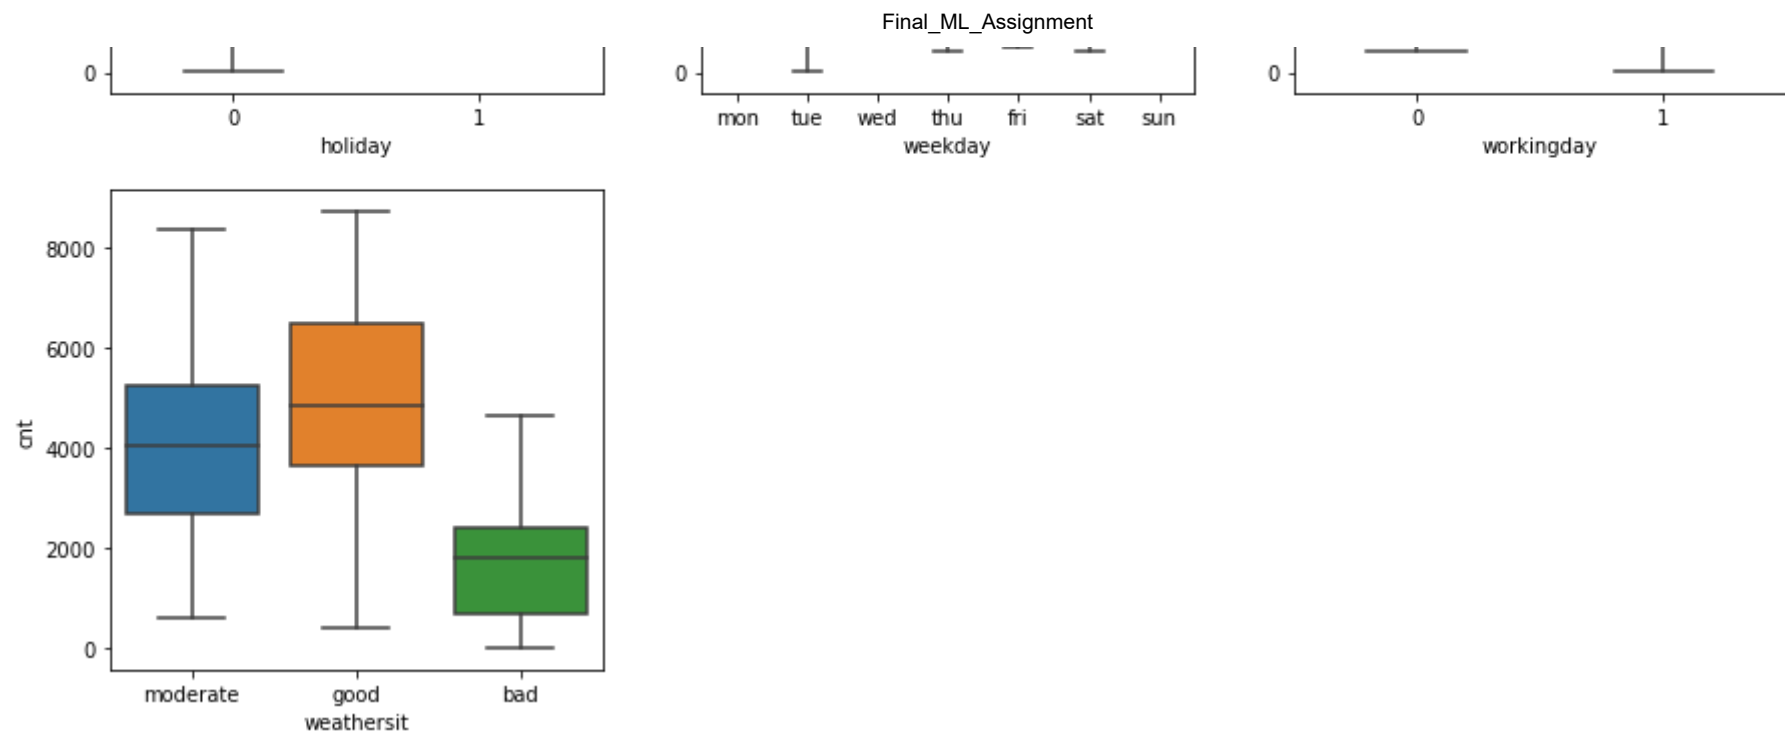 Final_ML_Assignment
0 0 0
0 1 mon tue wed thu fri sat sun 0 1
holiday weekday workingday
8000
6000
cnt
4000
2000
0
moderate good bad
weathersit